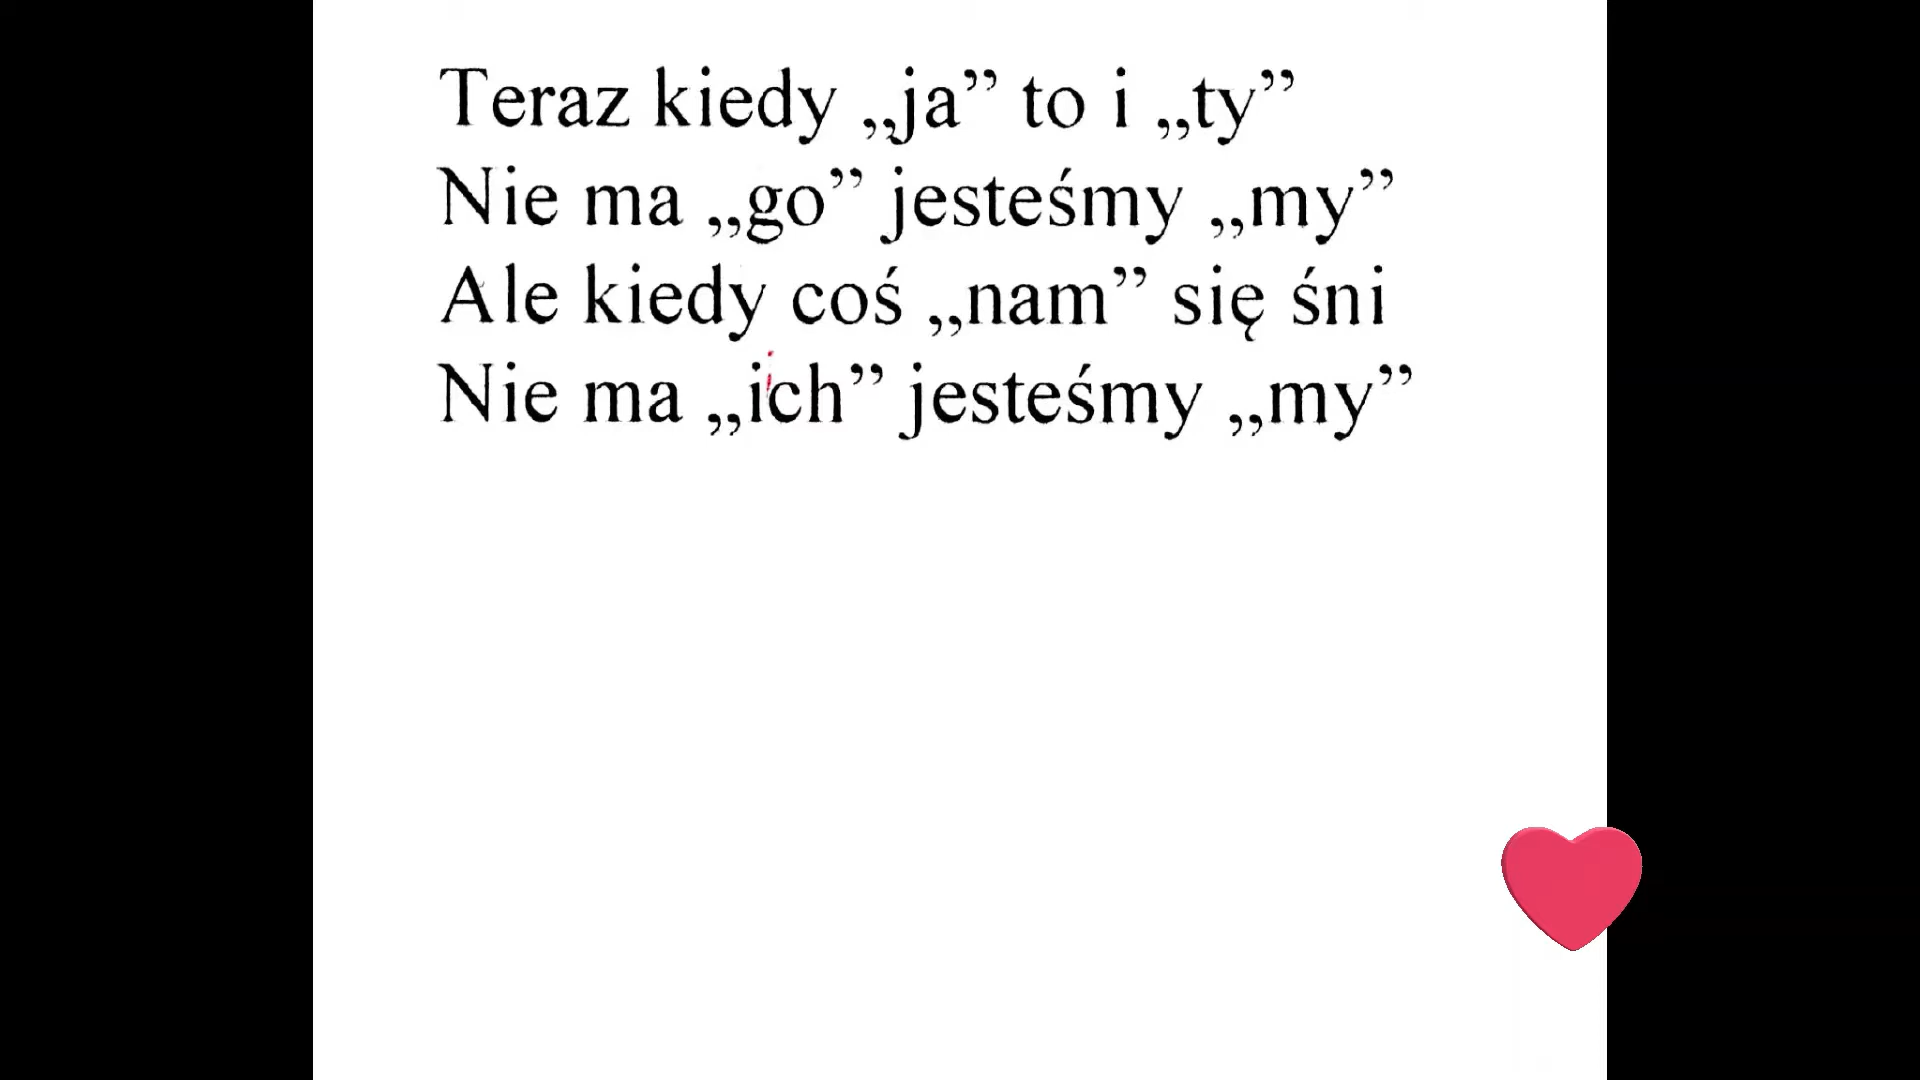 Teraz kiedy „ja” to i „ty”
Nie ma „go” jesteśmy „my”
Ale kiedy coś „nam” się śni
Nie ma „ich” jesteśmy „my”